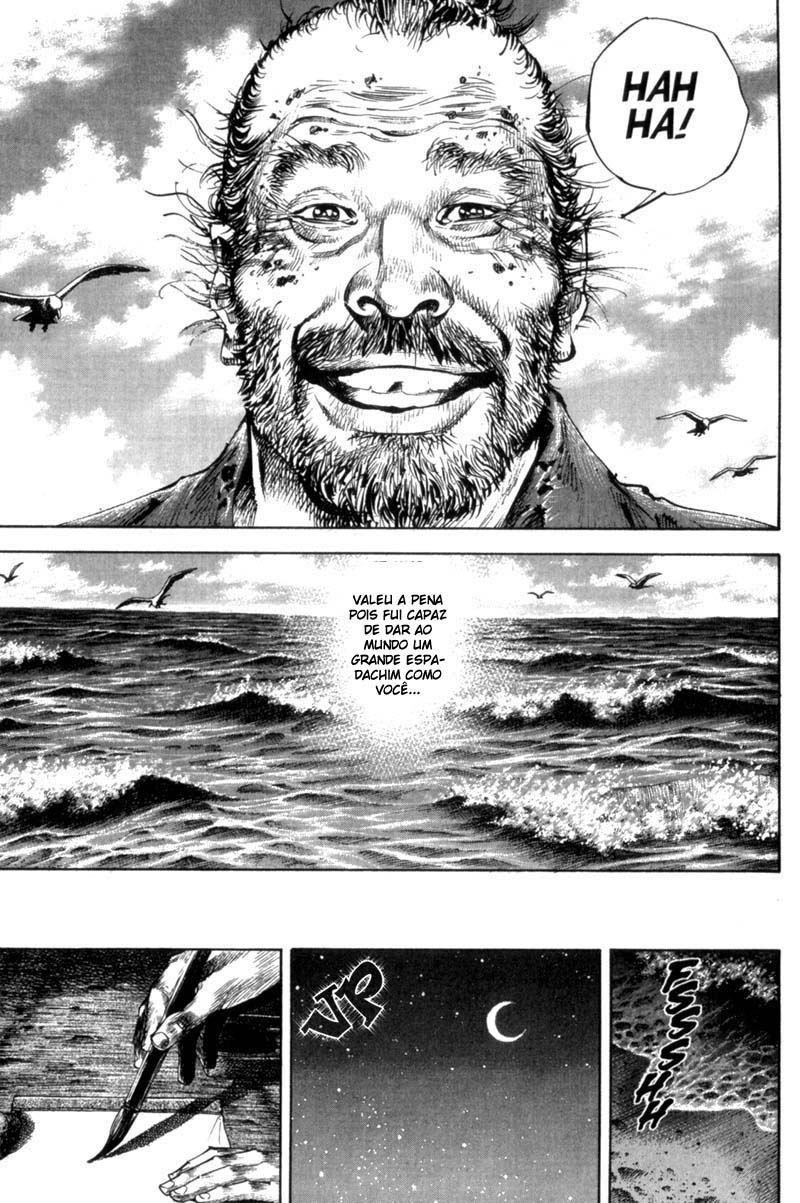 HAH
HA!
VALEU A PENA
POIS FUI CAPAZ
DE DAR AO
MUNDO UM
GRANDE ESPA-
DACHIM COMO
VOCÊ...
FSSSHH
VP